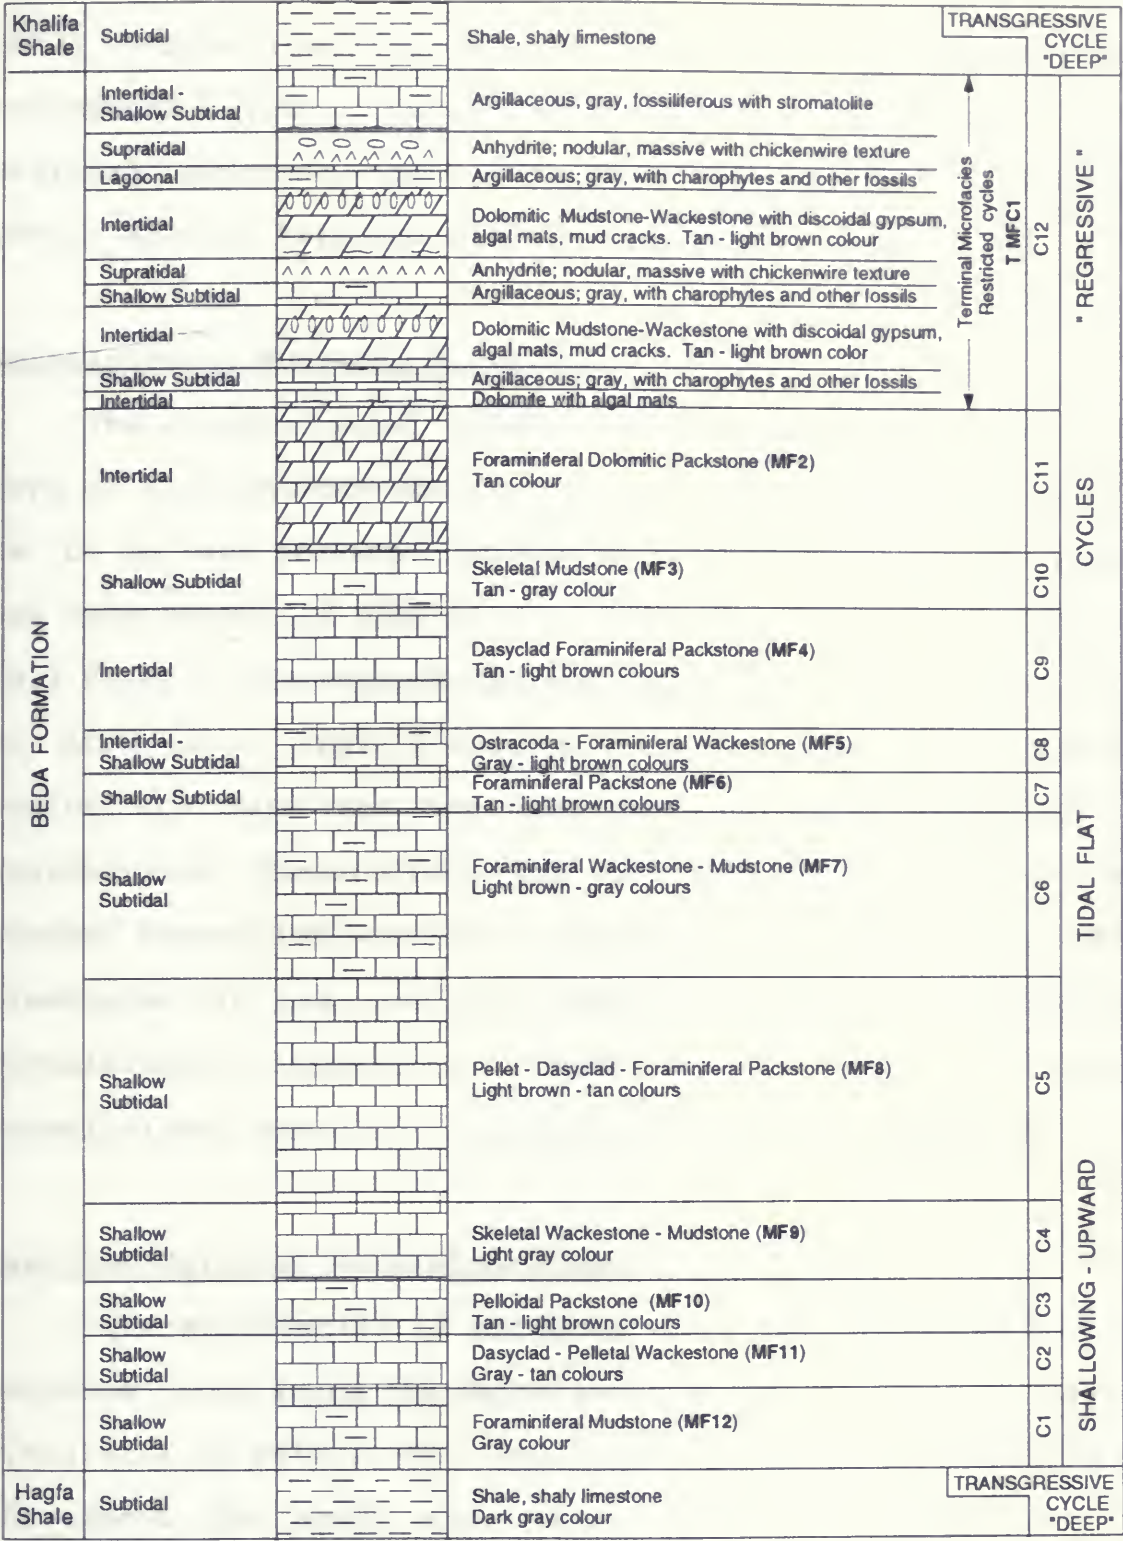 Khalifa
Shale
Subtidal
Shale, shaly limestone
TRANSGRESSIVE
CYCLE
"DEEP"
BEDA FORMATION
Intertidal -
Shallow Subtidal
Argillaceous, gray, fossiliferous with stromatolite
Supratidal
Anhydrite; nodular, massive with chickenwire texture
Lagoonal
Argillaceous; gray, with charophytes and other fossils
Intertidal
Dolomitic Mudstone-Wackestone with discoidal gypsum,
algal mats, mud cracks. Tan - light brown colour
Supratidal
Anhydrite; nodular, massive with chickenwire texture
Shallow Subtidal
Argillaceous; gray, with charophytes and other fossils
Intertidal
Dolomitic Mudstone-Wackestone with discoidal gypsum,
algal mats, mud cracks. Tan - light brown color
Shallow Subtidal
Argillaceous; gray, with charophytes and other fossils
Intertidal
Dolomite with algal mats
Terminal Microfacies
Restricted cycles
T MFC1
C12
Intertidal
Foraminiferal Dolomitic Packstone (MF2)
Tan colour
C11
Shallow Subtidal
Skeletal Mudstone (MF3)
Tan - gray colour
C10
Intertidal
Dasyclad Foraminiferal Packstone (MF4)
Tan - light brown colours
C9
Intertidal -
Shallow Subtidal
Ostracoda - Foraminiferal Wackestone (MF5)
Gray - light brown colours
C8
Shallow Subtidal
Foraminiferal Packstone (MF6)
Tan - light brown colours
C7
Shallow
Subtidal
Foraminiferal Wackestone - Mudstone (MF7)
Light brown - gray colours
C6
Shallow
Subtidal
Pellet - Dasyclad - Foraminiferal Packstone (MF8)
Light brown - tan colours
C5
Shallow
Subtidal
Skeletal Wackestone - Mudstone (MF9)
Light gray colour
C4
Shallow
Subtidal
Pelloidal Packstone (MF10)
Tan - light brown colours
C3
Shallow
Subtidal
Dasyclad - Pelletal Wackestone (MF11)
Gray - tan colours
C2
Shallow
Subtidal
Foraminiferal Mudstone (MF12)
Gray colour
C1
SHALLOWING - UPWARD TIDAL FLAT CYCLES " REGRESSIVE "
Hagfa
Shale
Subtidal
Shale, shaly limestone
Dark gray colour
TRANSGRESSIVE
CYCLE
"DEEP"